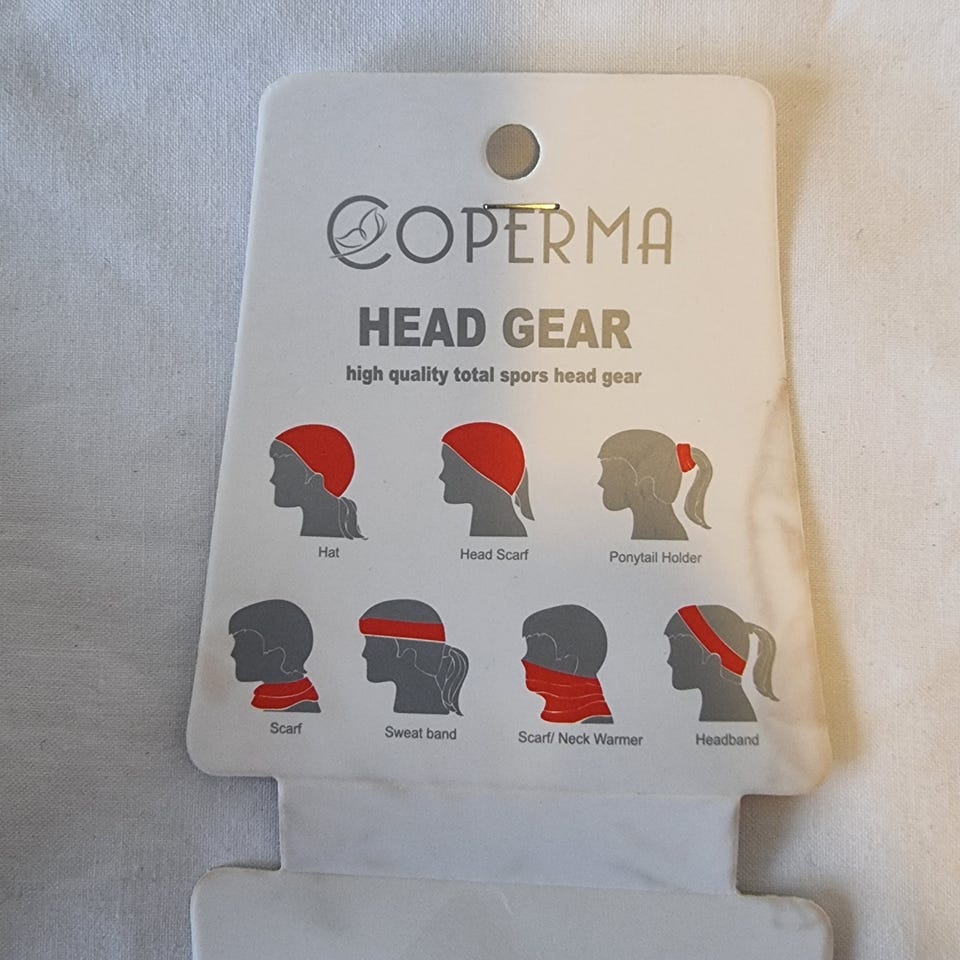 COPERMA
HEAD GEAR
high quality total spors head gear
Hat
Head Scarf
Ponytail Holder
Scarf
Sweat band
Scarf/ Neck Warmer
Headband